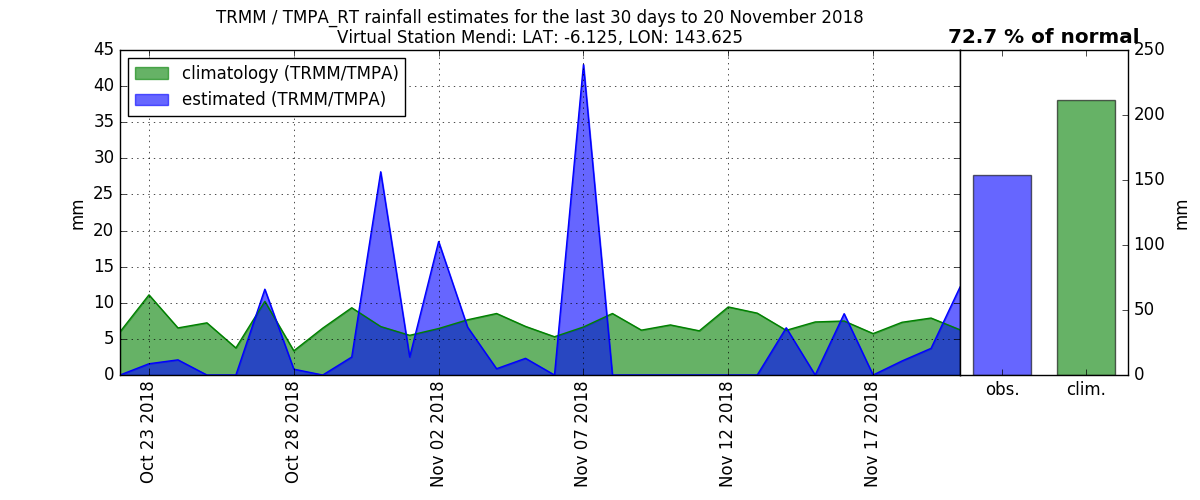 TRMM / TMPA_RT rainfall estimates for the last 30 days to 20 November 2018
Virtual Station Mendi: LAT: -6.125, LON: 143.625
72.7 % of normal
climatology (TRMM/TMPA)
estimated (TRMM/TMPA)
mm
45
40
35
30
25
20
15
10
5
0
Oct 23 2018
Oct 28 2018
Nov 02 2018
Nov 07 2018
Nov 12 2018
Nov 17 2018
obs.
clim.
250
200
150
100
50
0
mm